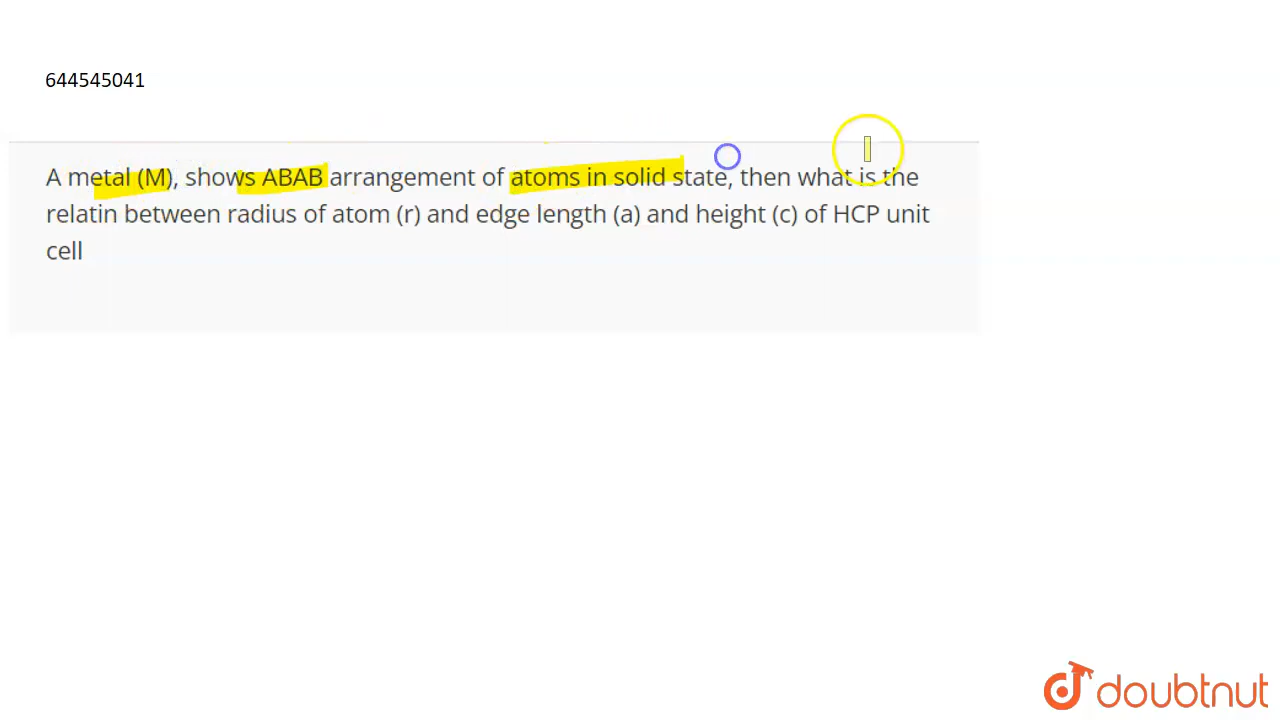 644545041
A metal (M), shows ABAB arrangement of atoms in solid state, then what is the
relatin between radius of atom (r) and edge length (a) and height (c) of HCP unit
cell
doubtnut